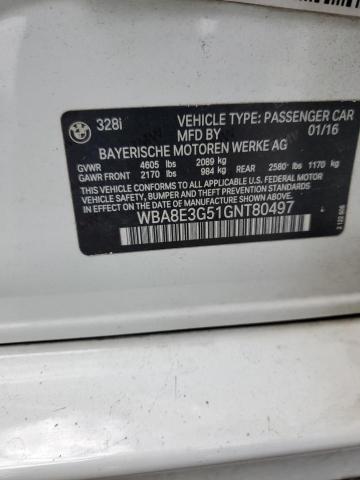 328i VEHICLE TYPE: PASSENGER CAR
MFD BY 01/16
BAYERISCHE MOTOREN WERKE AG
GVWR 4605 lbs 2089 kg
GAWR FRONT 2170 lbs 984 kg REAR 2580 lbs 1170 kg
THIS VEHICLE CONFORMS TO ALL APPLICABLE U.S. FEDERAL MOTOR
VEHICLE SAFETY, BUMPER AND THEFT PREVENTION STANDARDS IN
EFFECT ON THE DATE OF MANUFACTURE SHOWN ABOVE.
WBA8E3G51GNT80497